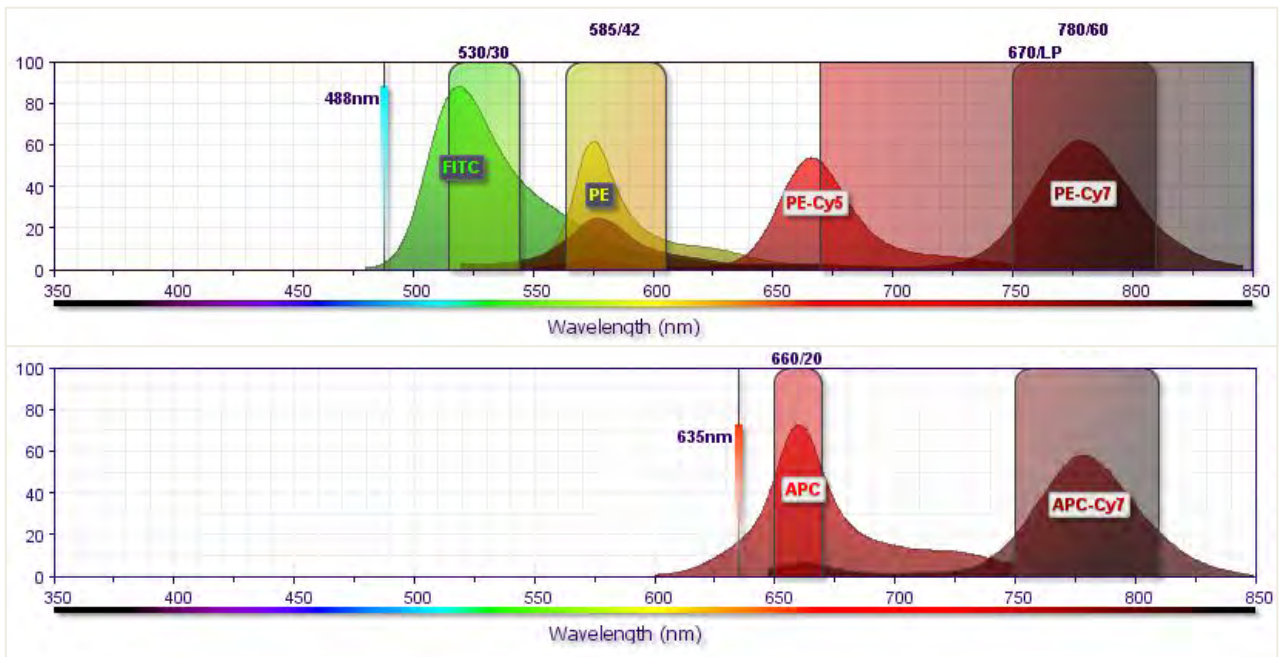 585/42 780/60
530/30 670/LP
100
488nm
80
60
FITC PE PE-Cy5 PE-Cy7
40
20
0
350 400 450 500 550 600 650 700 750 800 850
Wavelength (nm)
660/20
100
80
635nm
60
APC APC-Cy7
40
20
0
350 400 450 500 550 600 650 700 750 800 850
Wavelength (nm)